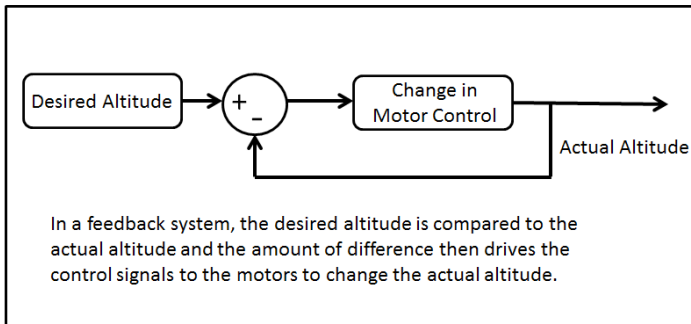 Desired Altitude
+
-
Change in
Motor Control
Actual Altitude
In a feedback system, the desired altitude is compared to the
actual altitude and the amount of difference then drives the
control signals to the motors to change the actual altitude.